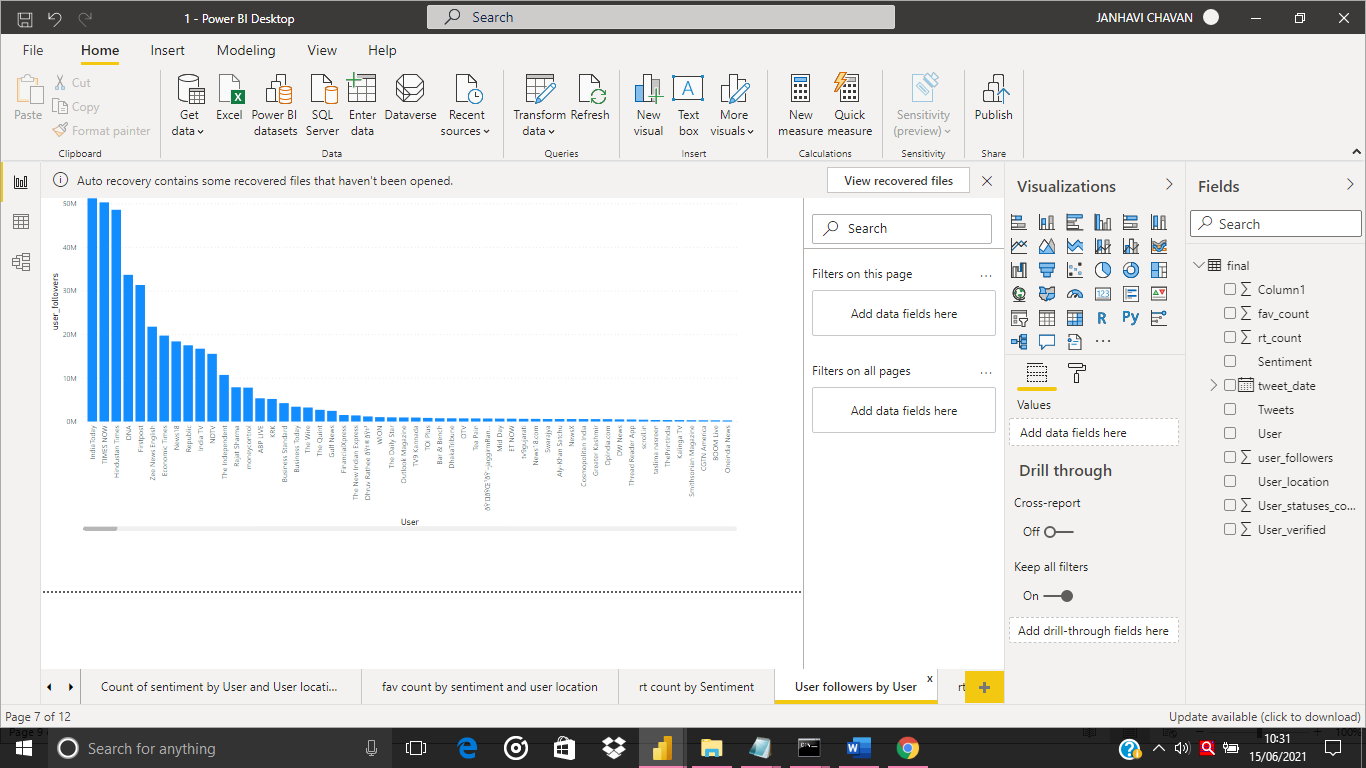 1 - Power BI Desktop
Search
JANHAVI CHAVAN
File
Home
Insert
Modeling
View
Help
Paste
Cut
Copy
Format painter
Clipboard
Get data
Excel
Power BI datasets
SQL Server
Enter data
Dataverse
Recent sources
Data
Transform data
Refresh
Queries
New visual
Text box
More visuals
Insert
New measure
Quick measure
Calculations
Sensitivity (preview)
Sensitivity
Publish
Share
Auto recovery contains some recovered files that haven't been opened.
View recovered files
50M
40M
30M
20M
10M
0M
user_followers
IndiaToday
TIMES NOW
Hindustan Times
DNA
Firstpost
Zee News English
Economic Times
News18
Republic
India TV
NDTV
The Independent
Rajat Sharma
moneycontrol
ABP LIVE
KRK
Business Standard
Business Today
The Wire
The Quint
Gulf News
FinancialXpress
The New Indian Express
WION
The Daily Star
Outlook Magazine
TV9 Kannada
TOI Plus
Bar & Bench
DhakaTribune
OTV
Taa Pair
Mid Day
ET NOW
tv9gujarati
News18.com
Swarajya
Aly-Khan Satchu
NewsX
Cosmopolitan India
Greater Kashmir
OpIndia.com
OW News
Thread Reader App
scroll.in
taslima nasreen
ThePrintIndia
Kalinga TV
Smithsonian Magazine
CGTN America
BOOM Live
Oneindia News
User
Search
Filters on this page
...
Add data fields here
Filters on all pages
...
Add data fields here
Visualizations
123
R
Py
...
Values
Add data fields here
Drill through
Cross-report
Off
Keep all filters
On
Add drill-through fields here
Fields
Search
final
Column1
fav_count
rt_count
Sentiment
tweet_date
Tweets
User
user_followers
User_location
User_statuses_co...
User_verified
Count of sentiment by User and User locati...
fav count by sentiment and user location
rt count by Sentiment
User followers by User
x
rt
+
Page 7 of 12
Update available (click to download)
Page 9
100%
Search for anything
10:31
15/06/2021